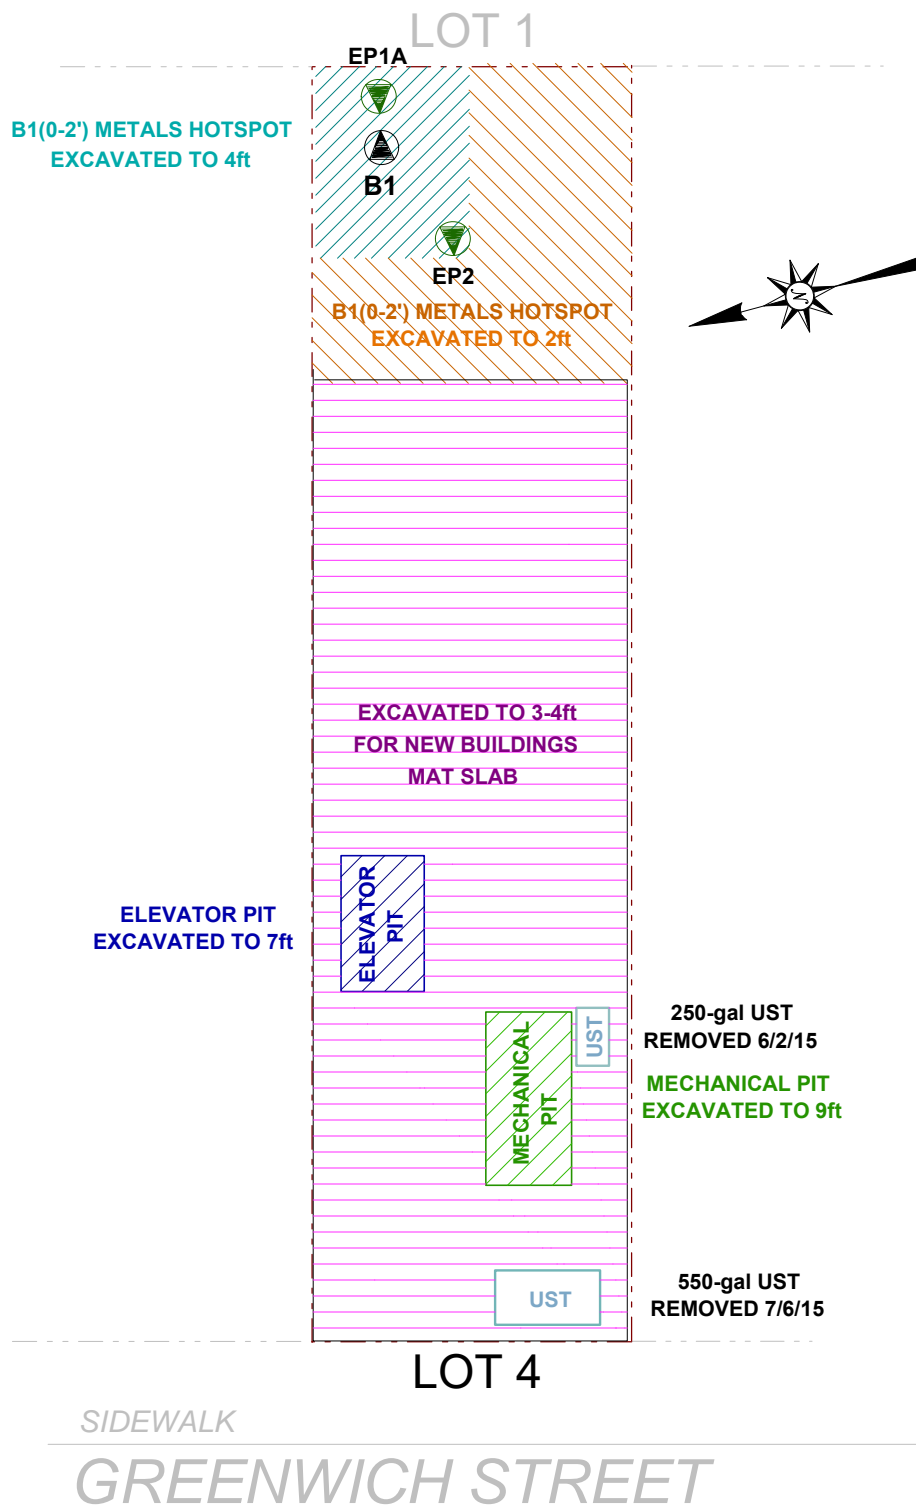 LOT 1
EP1A
B1(0-2') METALS HOTSPOT
EXCAVATED TO 4ft
B1
EP2
B1(0-2') METALS HOTSPOT
EXCAVATED TO 2ft
N
EXCAVATED TO 3-4ft
FOR NEW BUILDINGS
MAT SLAB
ELEVATOR
PIT
ELEVATOR PIT
EXCAVATED TO 7ft
UST
250-gal UST
REMOVED 6/2/15
MECHANICAL
PIT
MECHANICAL PIT
EXCAVATED TO 9ft
UST
550-gal UST
REMOVED 7/6/15
LOT 4
SIDEWALK
GREENWICH STREET